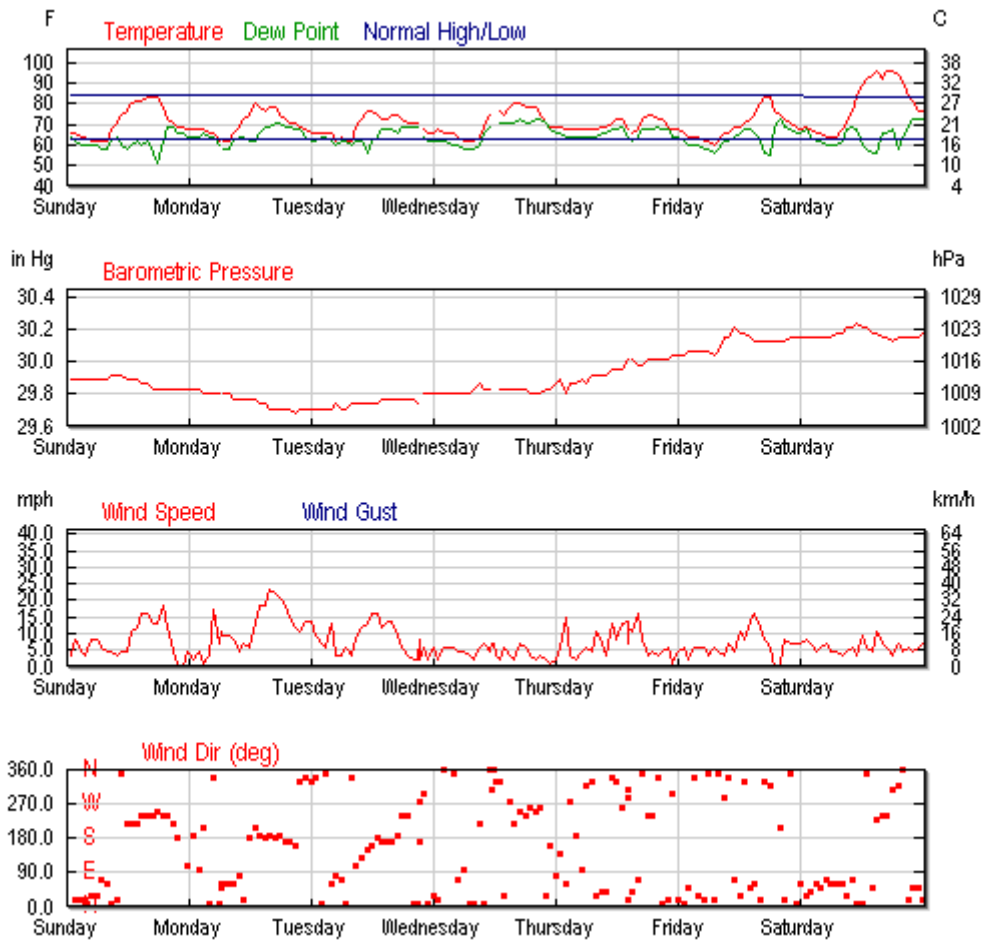 F C
Temperature Dew Point Normal High/Low
100 38
90 32
80 27
70 21
60 16
50 10
40 4
Sunday Monday Tuesday Wednesday Thursday Friday Saturday
in Hg hPa
Barometric Pressure
30.4 1029
30.2 1023
30.0 1016
29.8 1009
29.6 1002
Sunday Monday Tuesday Wednesday Thursday Friday Saturday
mph km/h
Wind Speed Wind Gust
40.0 64
35.0 56
30.0 48
25.0 40
20.0 32
15.0 24
10.0 16
5.0 8
0.0 0
Sunday Monday Tuesday Wednesday Thursday Friday Saturday
Wind Dir (deg)
360.0 N
270.0 W
180.0 S
90.0 E
0.0 N
Sunday Monday Tuesday Wednesday Thursday Friday Saturday